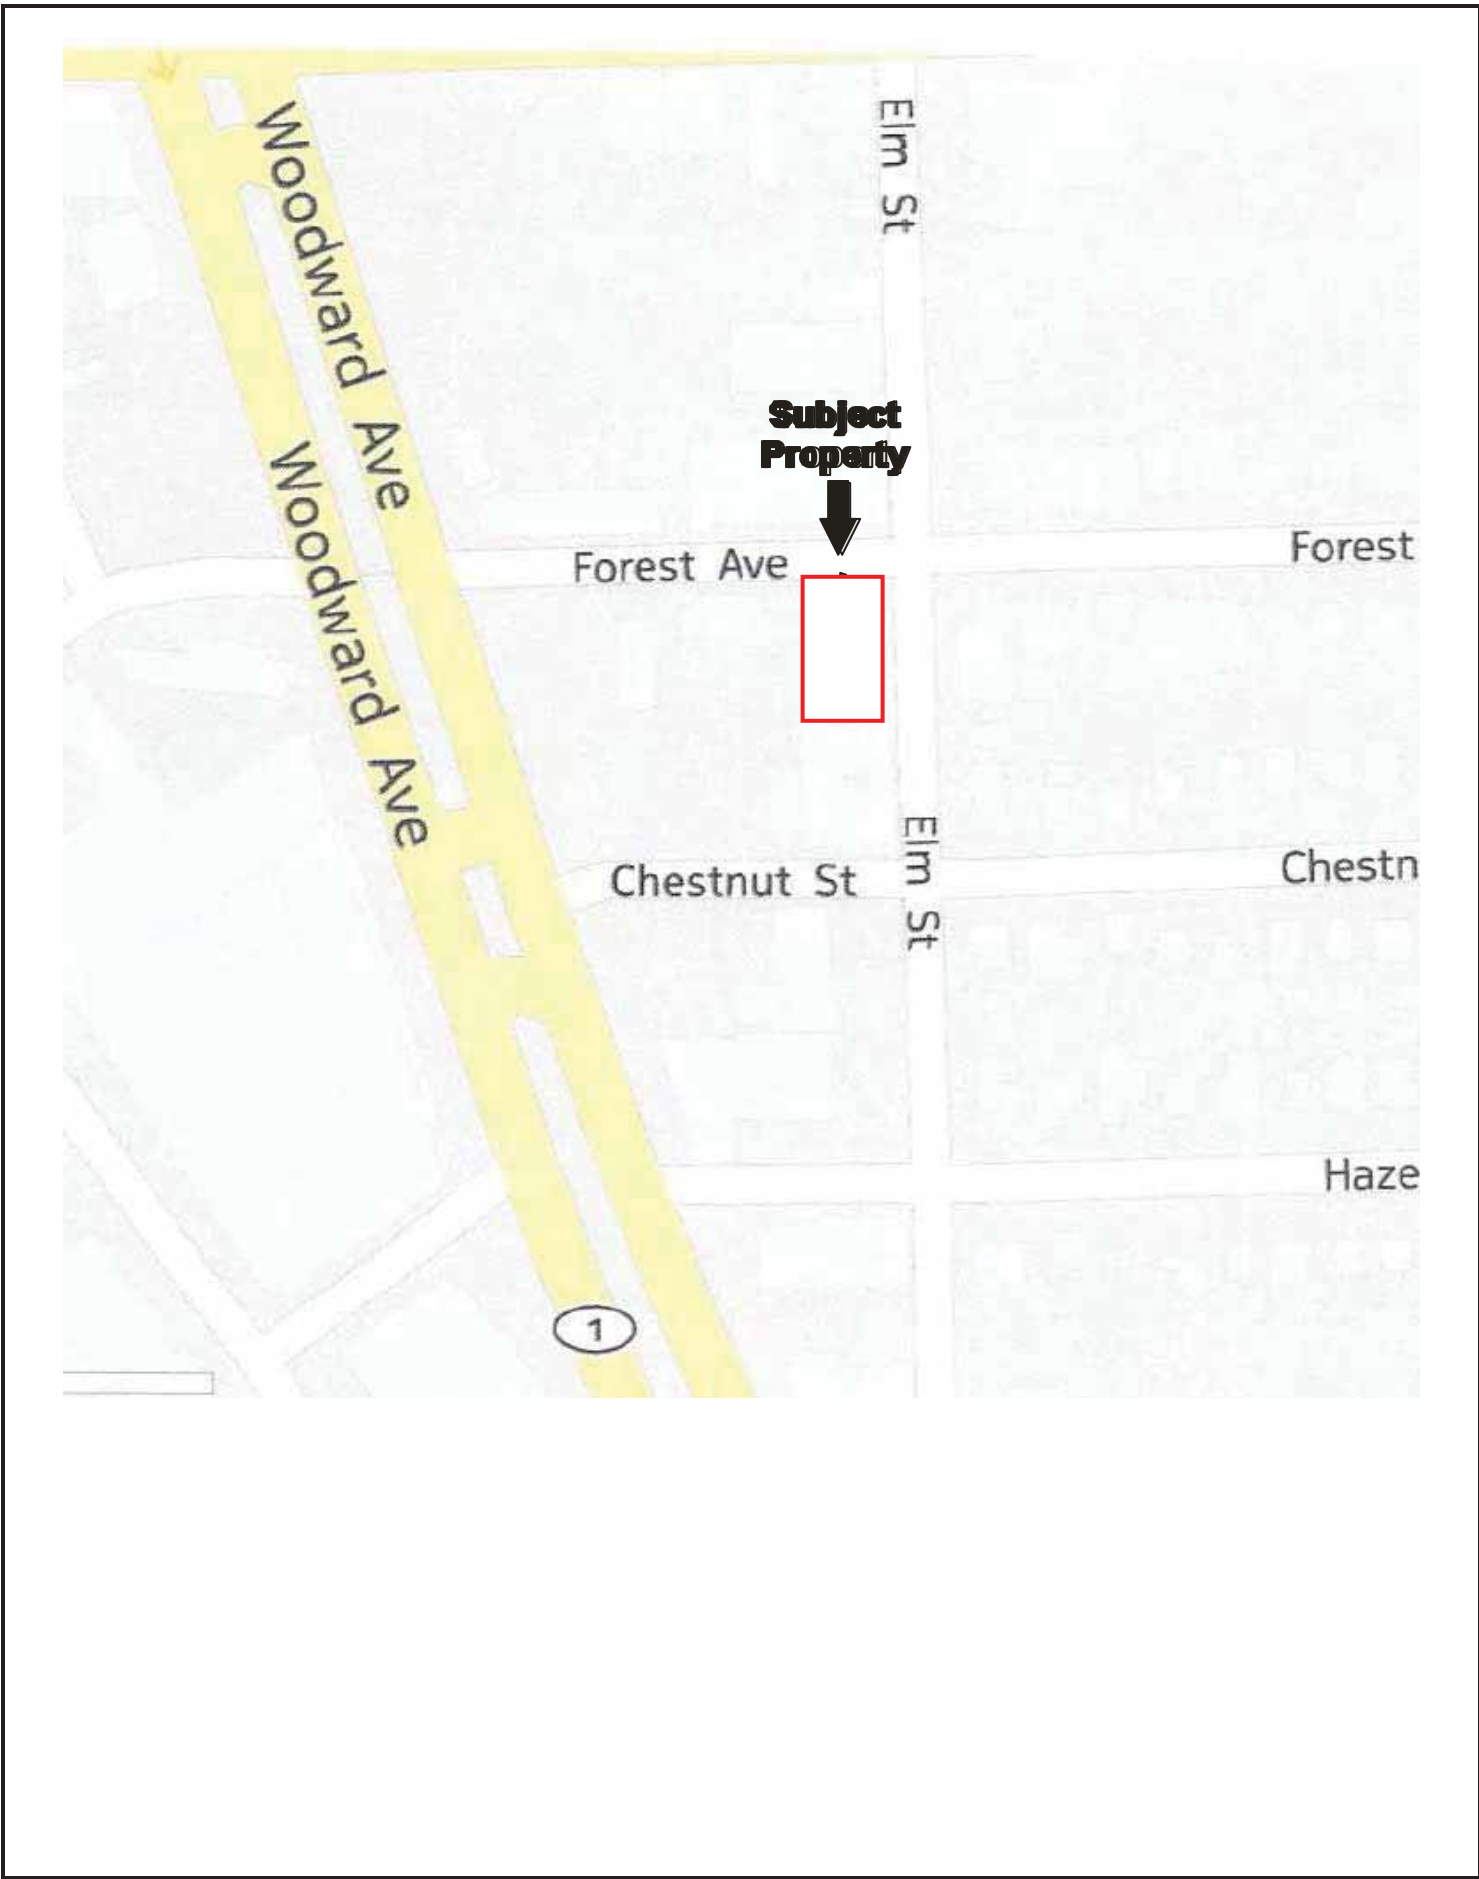 Woodward Ave
Elm St
Subject
Property
Woodward Ave
Forest Ave
Forest
Elm St
Chestnut St
Chestn
Haze
1